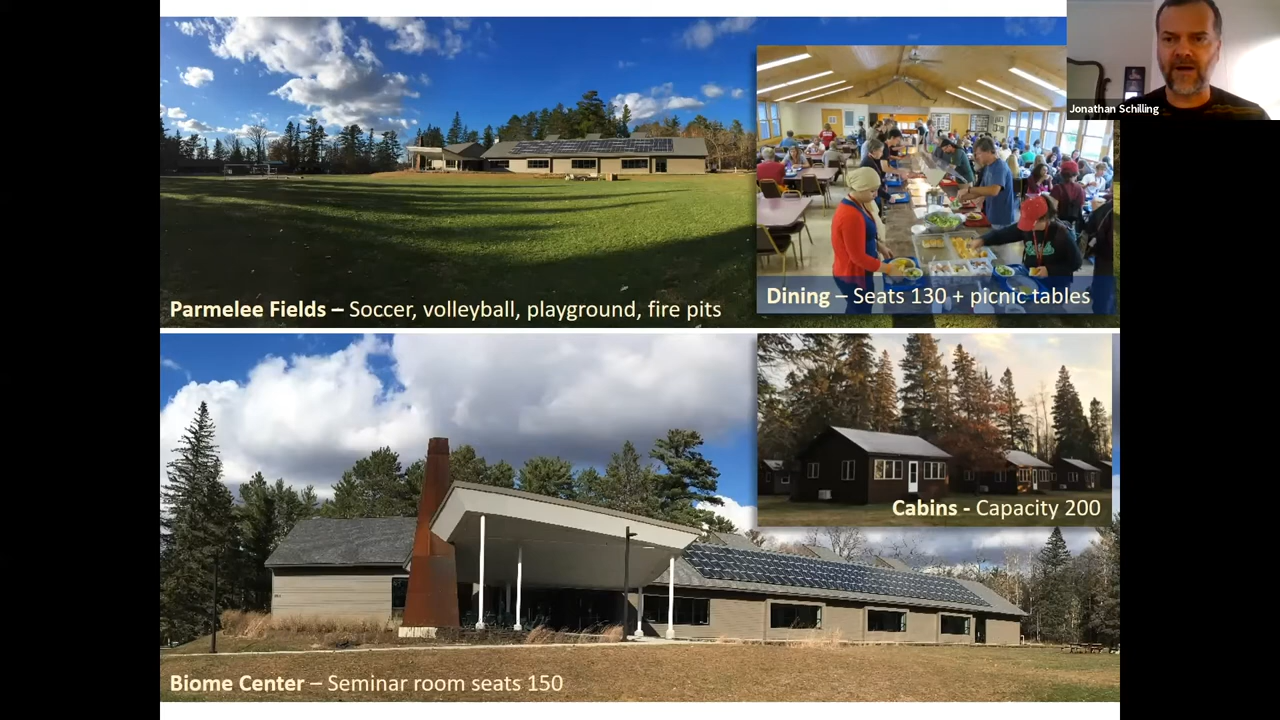 Jonathan Schilling
Parmelee Fields – Soccer, volleyball, playground, fire pits
Dining – Seats 130 + picnic tables
Cabins - Capacity 200
Biome Center – Seminar room seats 150